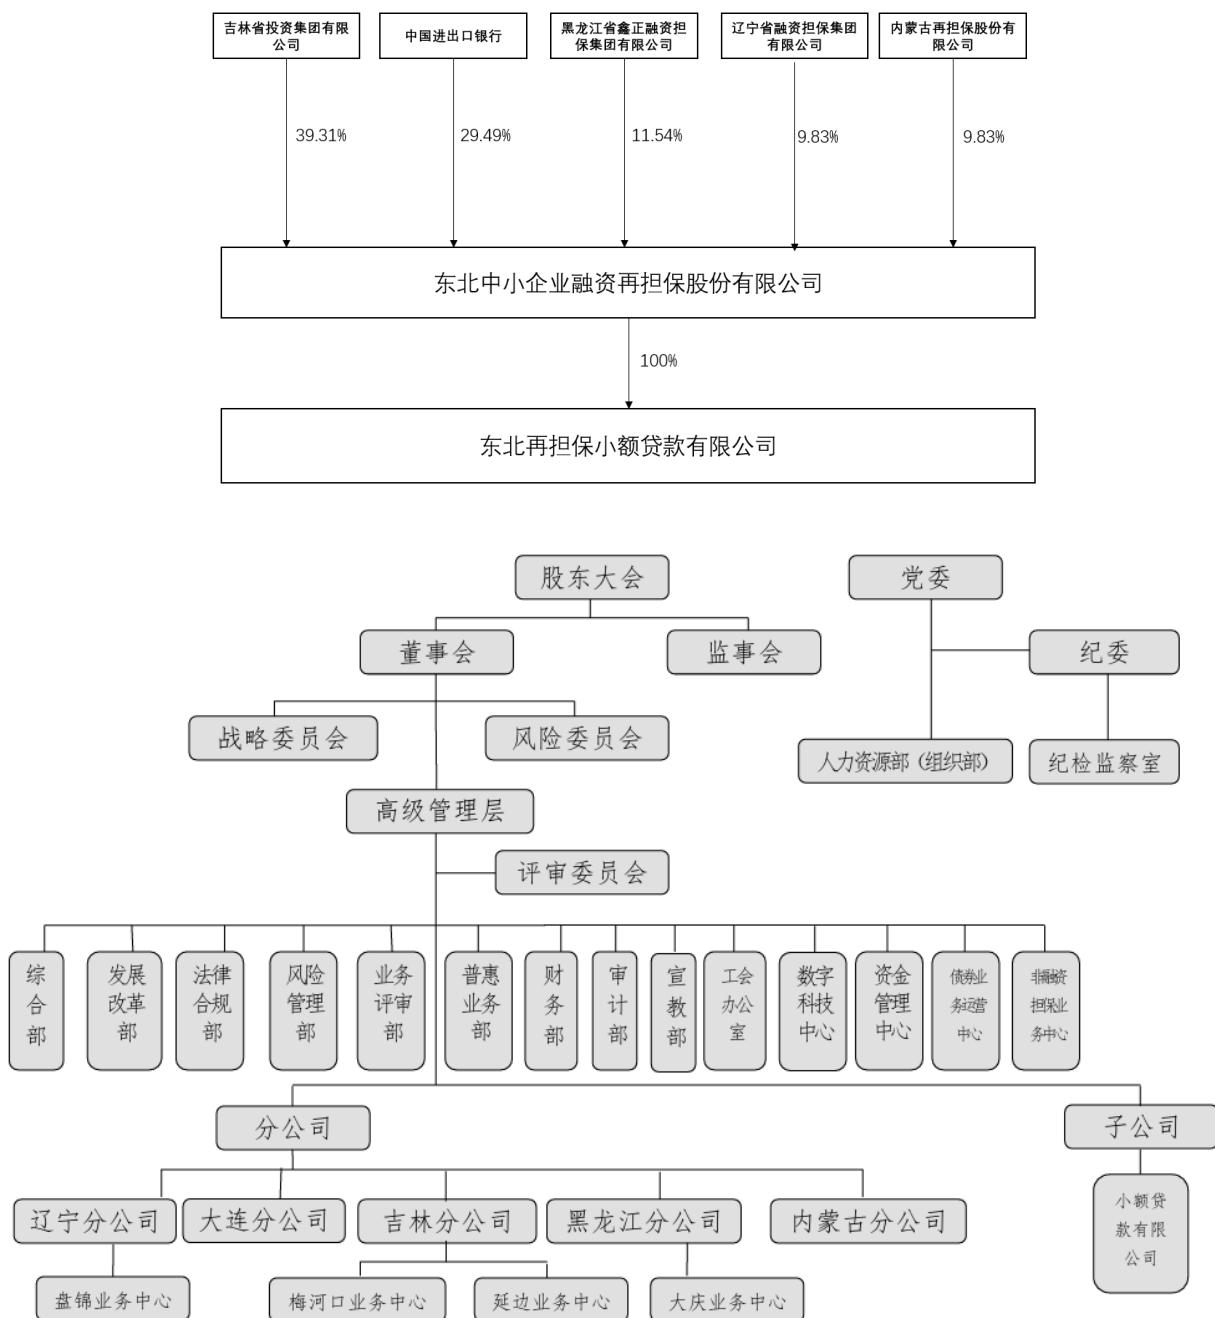 吉林省投资集团有限
公司
中国进出口银行
黑龙江省鑫正融资担
保集团有限公司
辽宁省融资担保集团
有限公司
内蒙古再担保股份有
限公司
39.31%
29.49%
11.54%
9.83%
9.83%
东北中小企业融资再担保股份有限公司
100%
东北再担保小额贷款有限公司
股东大会
党委
董事会
监事会
纪委
战略委员会
风险委员会
人力资源部（组织部）
纪检监察室
高级管理层
评审委员会
综
合
部
发展
改革
部
法律
合规
部
风险
管理
部
业务
评审
部
普惠
业务
部
财
务
部
审
计
部
宣
教
部
工会
办公
室
数字
科技
中心
资金
管理
中心
债券业
务运营
中心
非融资
担保业
务中心
分公司
子公司
辽宁分公司
大连分公司
吉林分公司
黑龙江分公司
内蒙古分公司
小额贷
款有限
公司
盘锦业务中心
梅河口业务中心
延边业务中心
大庆业务中心